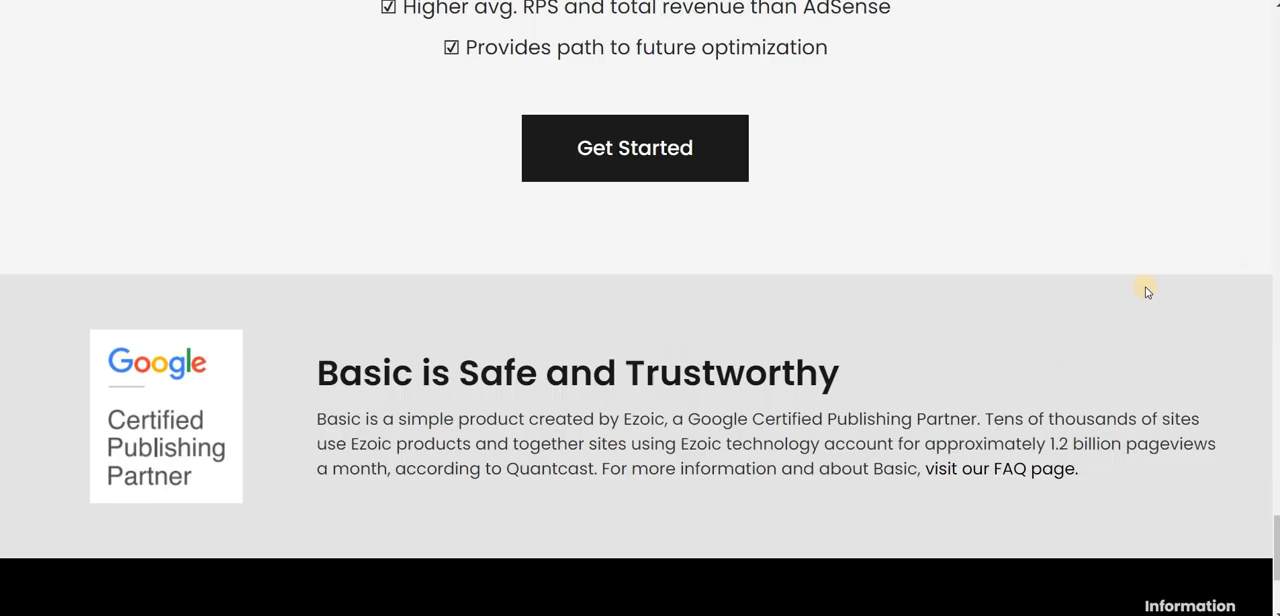 ☑ Higher avg. RPS and total revenue than AdSense
☑ Provides path to future optimization
Get Started
Google
Certified
Publishing
Partner
Basic is Safe and Trustworthy
Basic is a simple product created by Ezoic, a Google Certified Publishing Partner. Tens of thousands of sites
use Ezoic products and together sites using Ezoic technology account for approximately 1.2 billion pageviews
a month, according to Quantcast. For more information and about Basic, visit our FAQ page.
Information